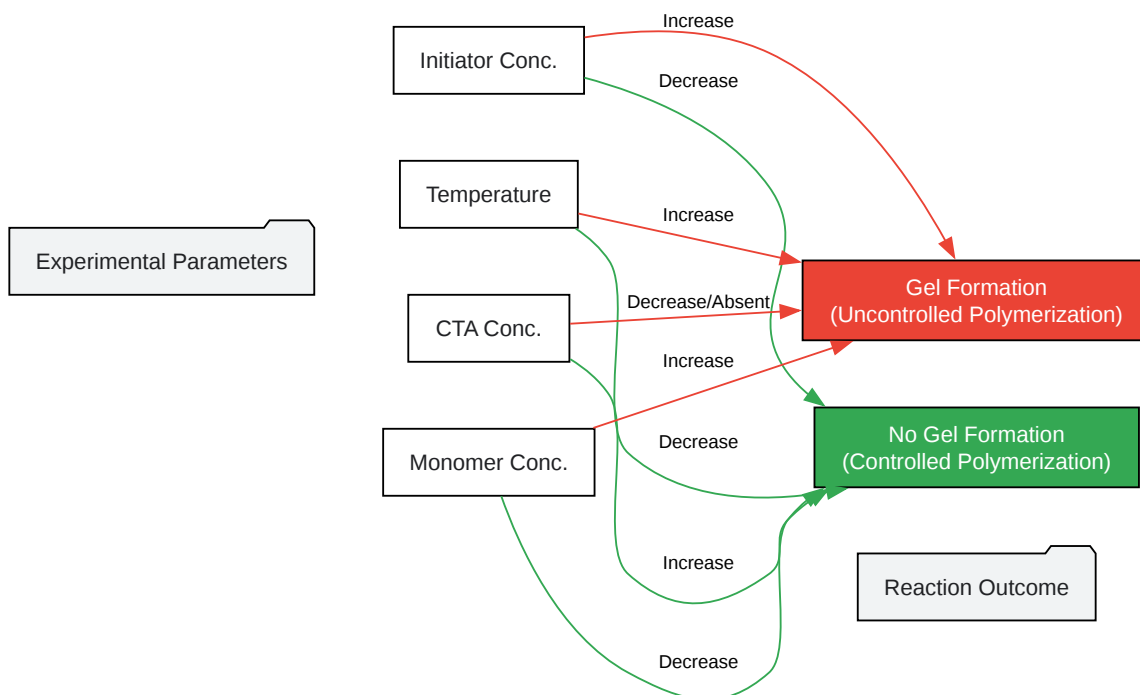 Increase
Initiator Conc.
Decrease
Temperature
Increase
Experimental Parameters
Gel Formation
(Uncontrolled Polymerization)
Decrease/Absent
CTA Conc.
Increase
No Gel Formation
(Controlled Polymerization)
Decrease
Monomer Conc.
Increase
Reaction Outcome
Decrease